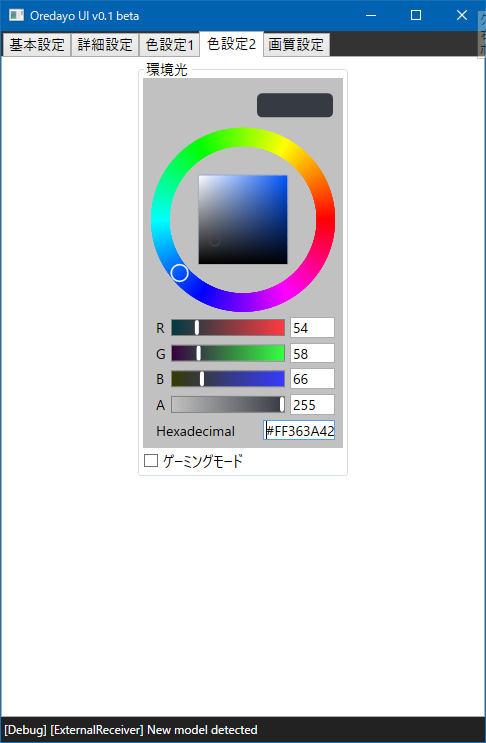 Oredayo UI v0.1 beta
基本設定 詳細設定 色設定1 色設定2 画質設定
環境光
R 54
G 58
B 66
A 255
Hexadecimal #FF363A42
ゲーミングモード
[Debug] [ExternalReceiver] New model detected